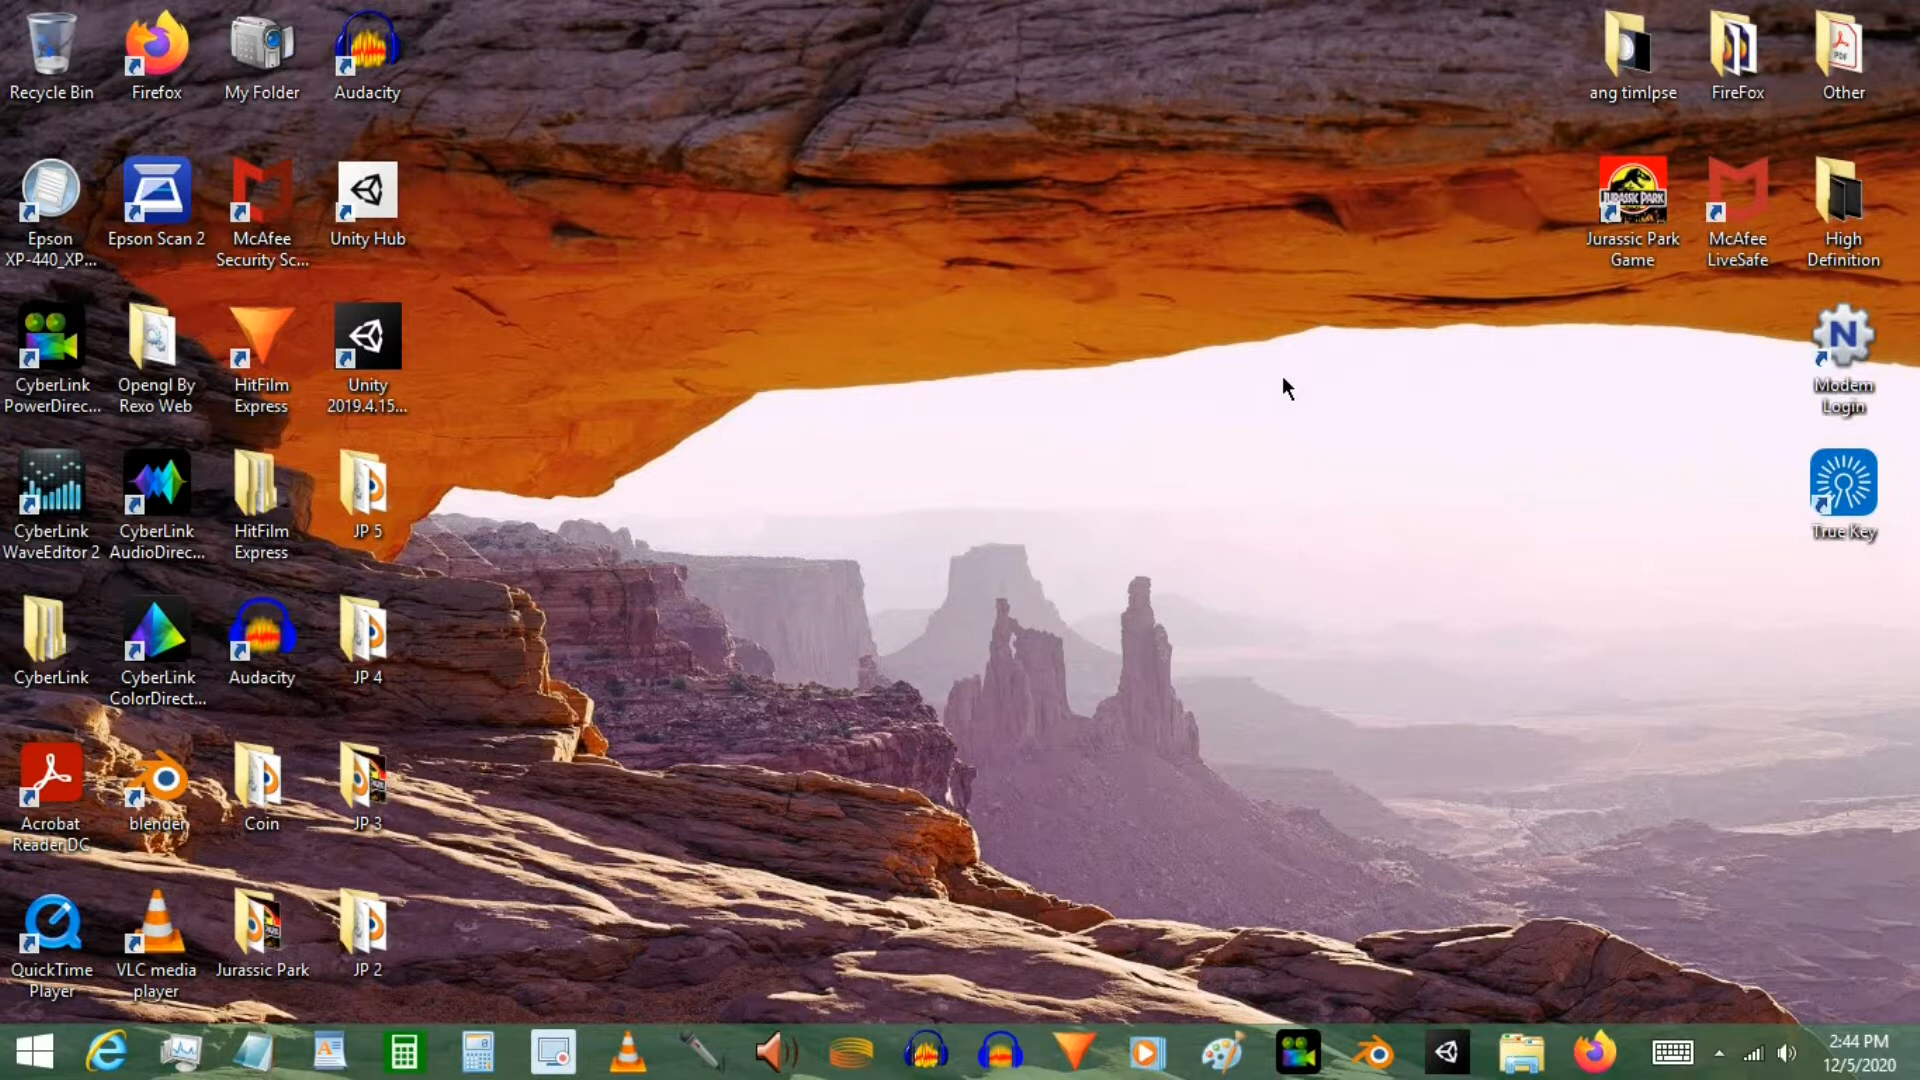 Recycle Bin
Firefox
My Folder
Audacity
ang timlpse
FireFox
Other
PDF
Epson
XP-440_XP...
Epson Scan 2
McAfee
Security Sc...
Unity Hub
JURASSIC PARK
Jurassic Park
Game
McAfee
LiveSafe
High
Definition
CyberLink
PowerDirec...
Opengl By
Rexo Web
HitFilm
Express
Unity
2019.4.15...
N
Modem
Login
CyberLink
WaveEditor 2
CyberLink
AudioDirec...
HitFilm
Express
JP 5
True Key
CyberLink
CyberLink
ColorDirect...
Audacity
JP 4
Acrobat
Reader DC
blender
Coin
JP 3
QuickTime
Player
VLC media
player
Jurassic Park
JP 2
2:44 PM
12/5/2020